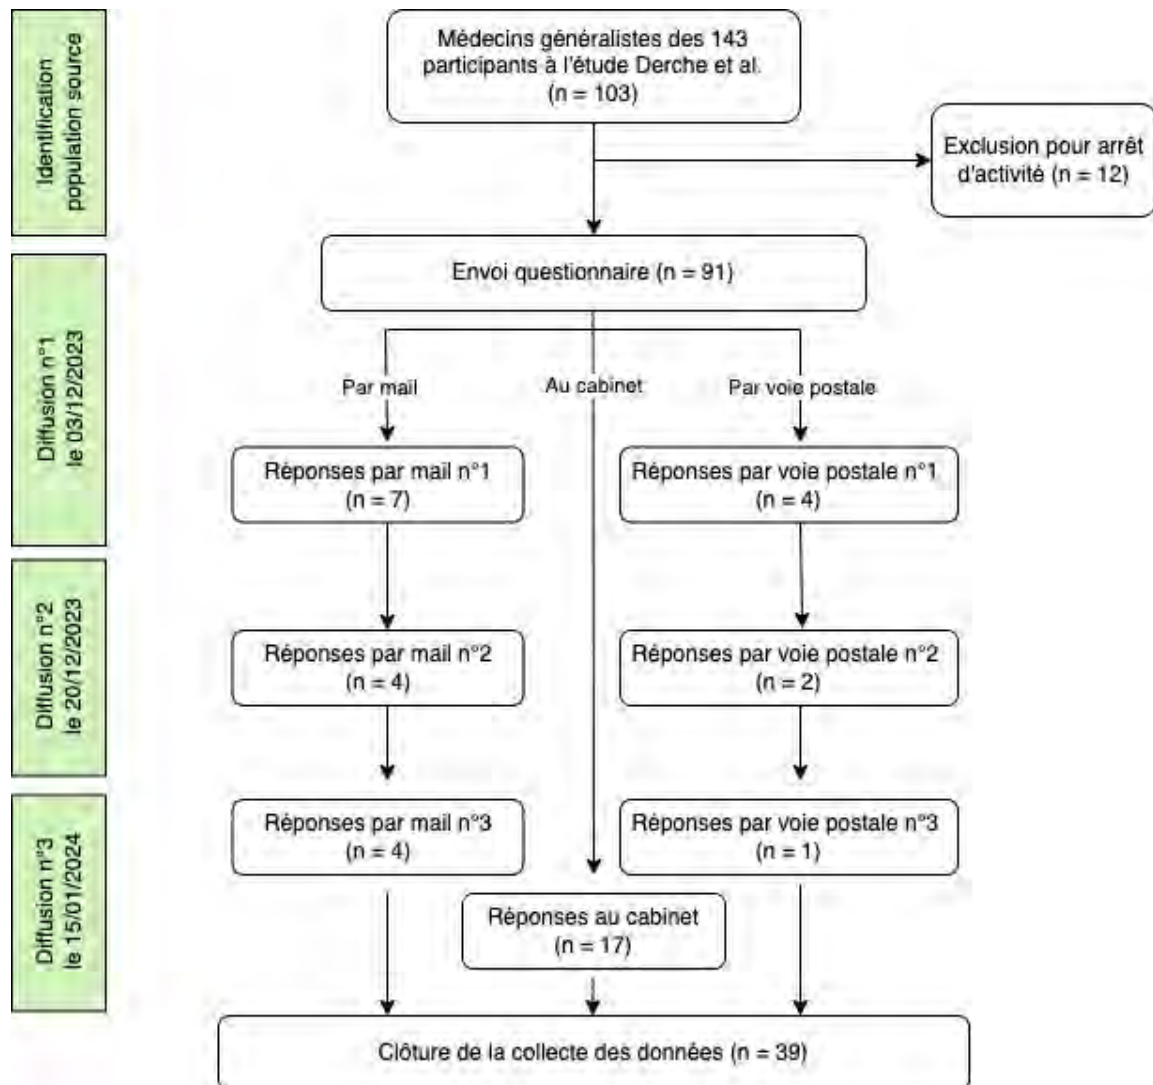 Identification
population source
Médecins généralistes des 143
participants à l'étude Derche et al.
(n = 103)
Exclusion pour arrêt
d'activité (n = 12)
Envoi questionnaire (n = 91)
Diffusion n°1
le 03/12/2023
Par mail
Au cabinet
Par voie postale
Réponses par mail n°1
(n = 7)
Réponses par voie postale n°1
(n = 4)
Diffusion n°2
le 20/12/2023
Réponses par mail n°2
(n = 4)
Réponses par voie postale n°2
(n = 2)
Diffusion n°3
le 15/01/2024
Réponses par mail n°3
(n = 4)
Réponses par voie postale n°3
(n = 1)
Réponses au cabinet
(n = 17)
Clôture de la collecte des données (n = 39)